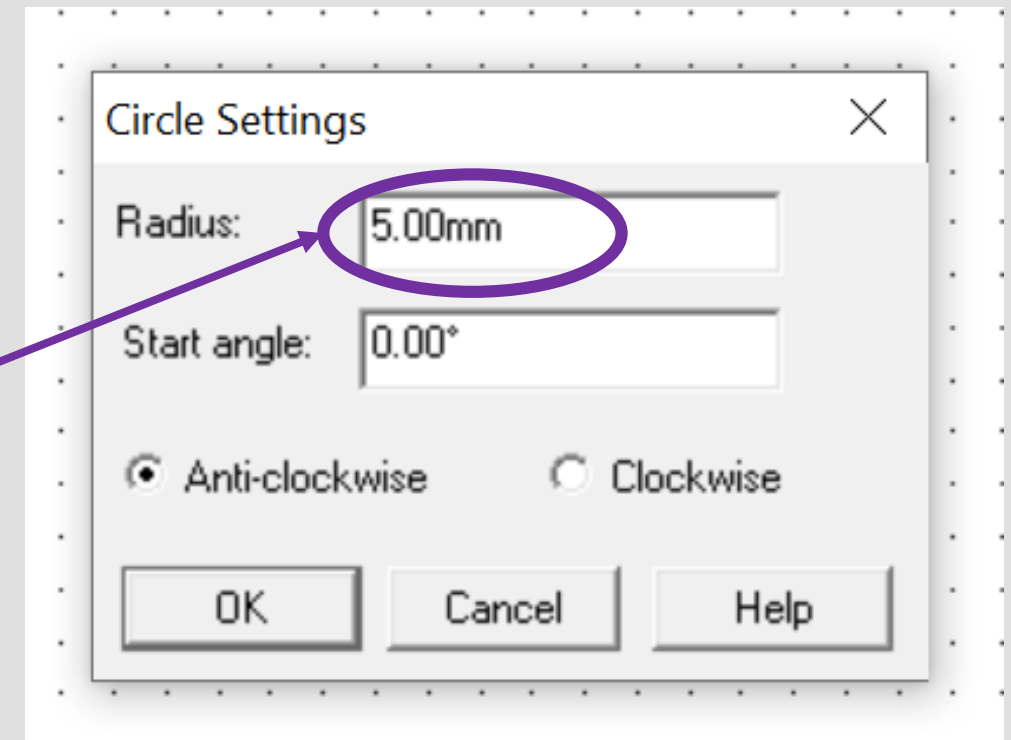 Circle Settings
Radius: 5.00mm
Start angle: 0.00°
Anti-clockwise Clockwise
OK Cancel Help